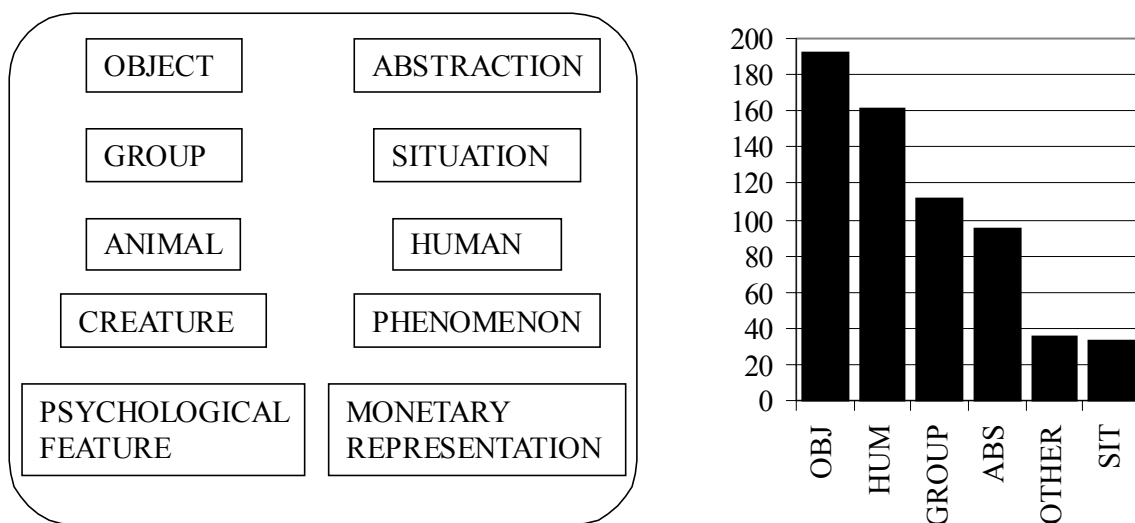 OBJECT
ABSTRACTION
GROUP
SITUATION
ANIMAL
HUMAN
CREATURE
PHENOMENON
PSYCHOLOGICAL
FEATURE
MONETARY
REPRESENTATION
200
180
160
140
120
100
80
60
40
20
0
OBJ
HUM
GROUP
ABS
OTHER
SIT